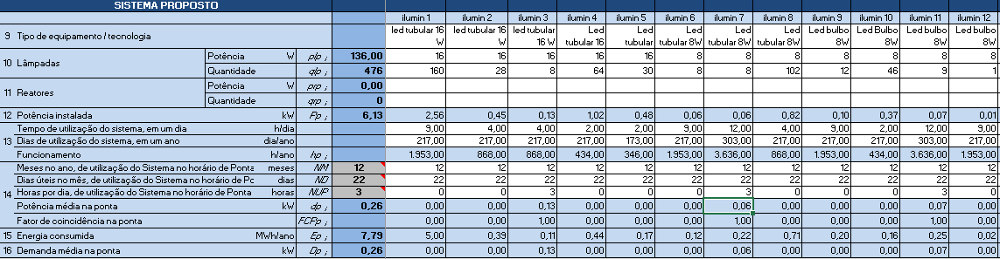 SISTEMA PROPOSTO
ilumin 1 ilumin 2 ilumin 3 ilumin 4 ilumin 5 ilumin 6 ilumin 7 ilumin 8 ilumin 9 ilumin 10 ilumin 11 ilumin 12
9 Tipo de equipamento / tecnologia led tubular 16 W led tubular 16 W led tubular 16 W Led tubular 16 Led tubular Led tubular 8W Led tubular 8W Led tubular 8W Led bulbo 8W Led Bulbo 8W Led bulbo 8W Led bulbo 8W
10 Lâmpadas Potência W plp ; 136,00 16 16 16 16 16 8 8 8 8 8 8 8
Quantidade qlp ; 476 160 28 8 64 30 8 8 102 12 46 9 1
11 Reatores Potência W prp ; 0,00
Quantidade qrp ; 0
12 Potência instalada kW Pp ; 6,13 2,56 0,45 0,13 1,02 0,48 0,06 0,06 0,82 0,10 0,37 0,07 0,01
Tempo de utilização do sistema, em um dia h/dia 9,00 4,00 4,00 2,00 2,00 9,00 12,00 4,00 9,00 2,00 12,00 9,00
13 Dias de utilização do sistema, em um ano dia/ano 217,00 217,00 217,00 217,00 173,00 217,00 303,00 217,00 217,00 217,00 303,00 217,00
Funcionamento h/ano hp ; 1.953,00 868,00 868,00 434,00 346,00 1.953,00 3.636,00 868,00 1.953,00 434,00 3.636,00 1.953,00
Meses no ano, de utilização do Sistema no horário de Ponta meses NM 12 12 12 12 12 12 12 12 12 12 12 12 12
14 Dias úteis no mês, de utilização do Sistema no horário de Pc dias ND 22 22 22 22 22 22 22 22 22 22 22 22 22
Horas por dia, de utilização do Sistema no horário de Ponta horas NUP 3 0 0 3 0 0 0 3 0 0 0 3 0
Potência média na ponta kW dp ; 0,26 0,00 0,00 0,13 0,00 0,00 0,00 0,06 0,00 0,00 0,00 0,07 0,00
Fator de coincidência na ponta FCPp ; 0,00 0,00 1,00 0,00 0,00 0,00 1,00 0,00 0,00 0,00 1,00 0,00
15 Energia consumida MWh/ano Ep ; 7,79 5,00 0,39 0,11 0,44 0,17 0,12 0,22 0,71 0,20 0,16 0,25 0,02
16 Demanda média na ponta kW Dp ; 0,26 0,00 0,00 0,13 0,00 0,00 0,00 0,06 0,00 0,00 0,00 0,07 0,00